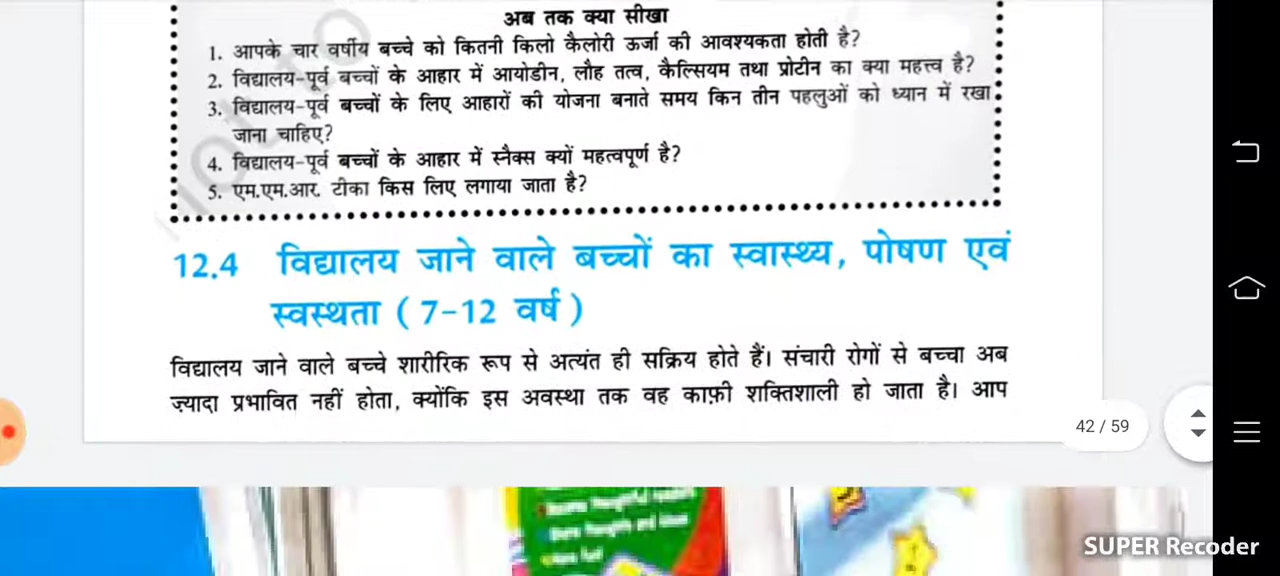 अब तक क्या सीखा
1. आपके चार वर्षीय बच्चे को कितनी किलो कैलोरी ऊर्जा की आवश्यकता होती है?
2. विद्यालय-पूर्व बच्चों के आहार में आयोडीन, लौह तत्व, कैल्सियम तथा प्रोटीन का क्या महत्त्व है?
3. विद्यालय-पूर्व बच्चों के लिए आहारों की योजना बनाते समय किन तीन पहलुओं को ध्यान में रखा
जाना चाहिए?
4. विद्यालय-पूर्व बच्चों के आहार में स्नैक्स क्यों महत्वपूर्ण है?
5. एम.एम.आर. टीका किस लिए लगाया जाता है?
12.4 विद्यालय जाने वाले बच्चों का स्वास्थ्य, पोषण एवं
स्वस्थता ( 7-12 वर्ष )
विद्यालय जाने वाले बच्चे शारीरिक रूप से अत्यंत ही सक्रिय होते हैं। संचारी रोगों से बच्चा अब
ज़्यादा प्रभावित नहीं होता, क्योंकि इस अवस्था तक वह काफ़ी शक्तिशाली हो जाता है। आप
42 / 59
not to
SUPER Recoder